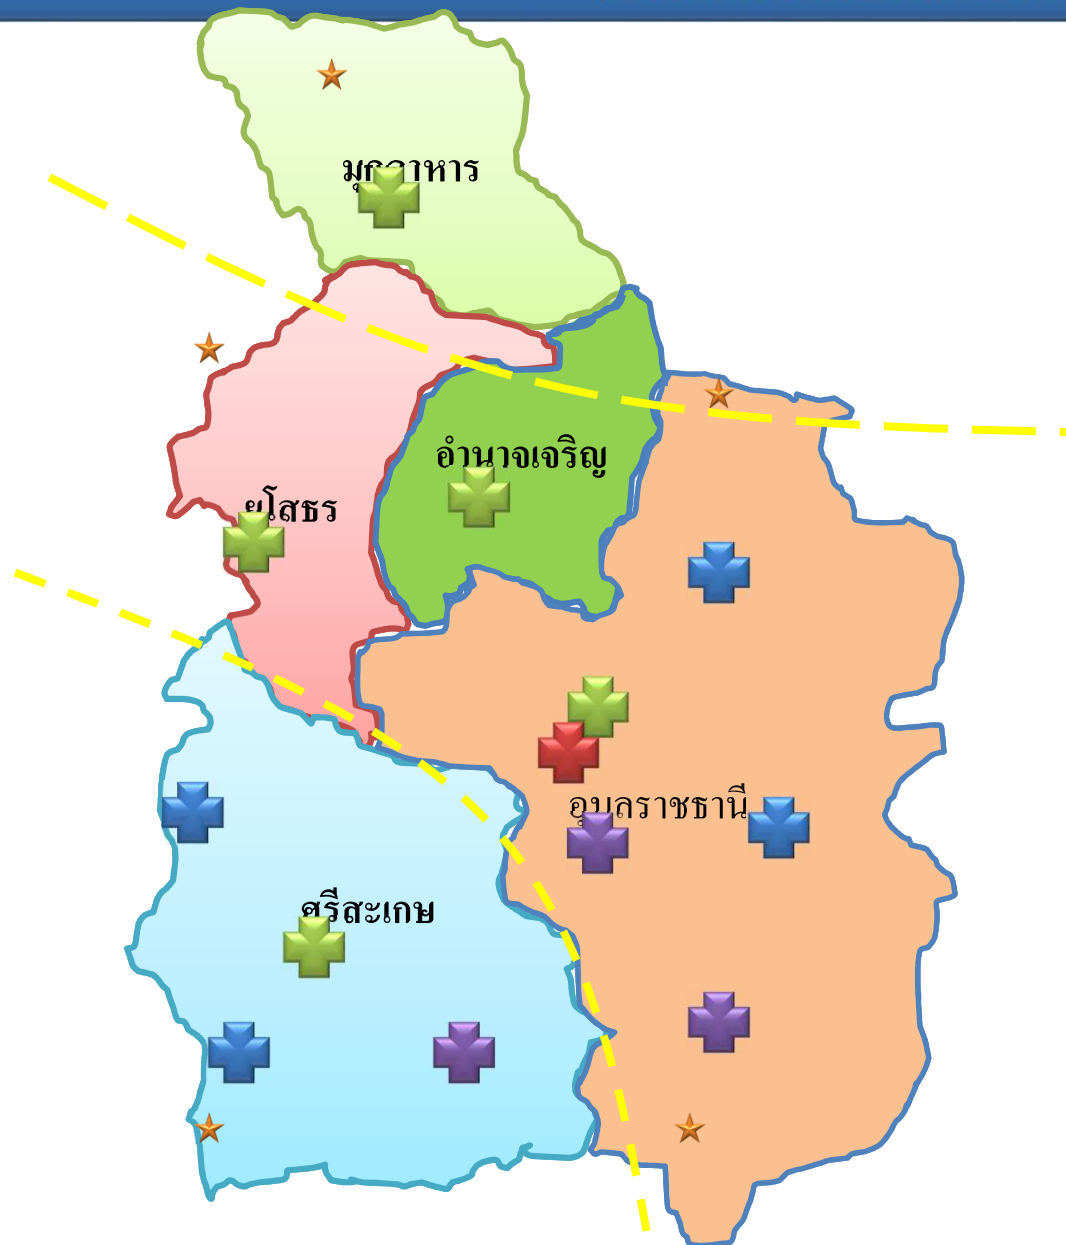 มุกดาหาร
อำนาจเจริญ
ยโสธร
อุบลราชธานี
ศรีสะเกษ